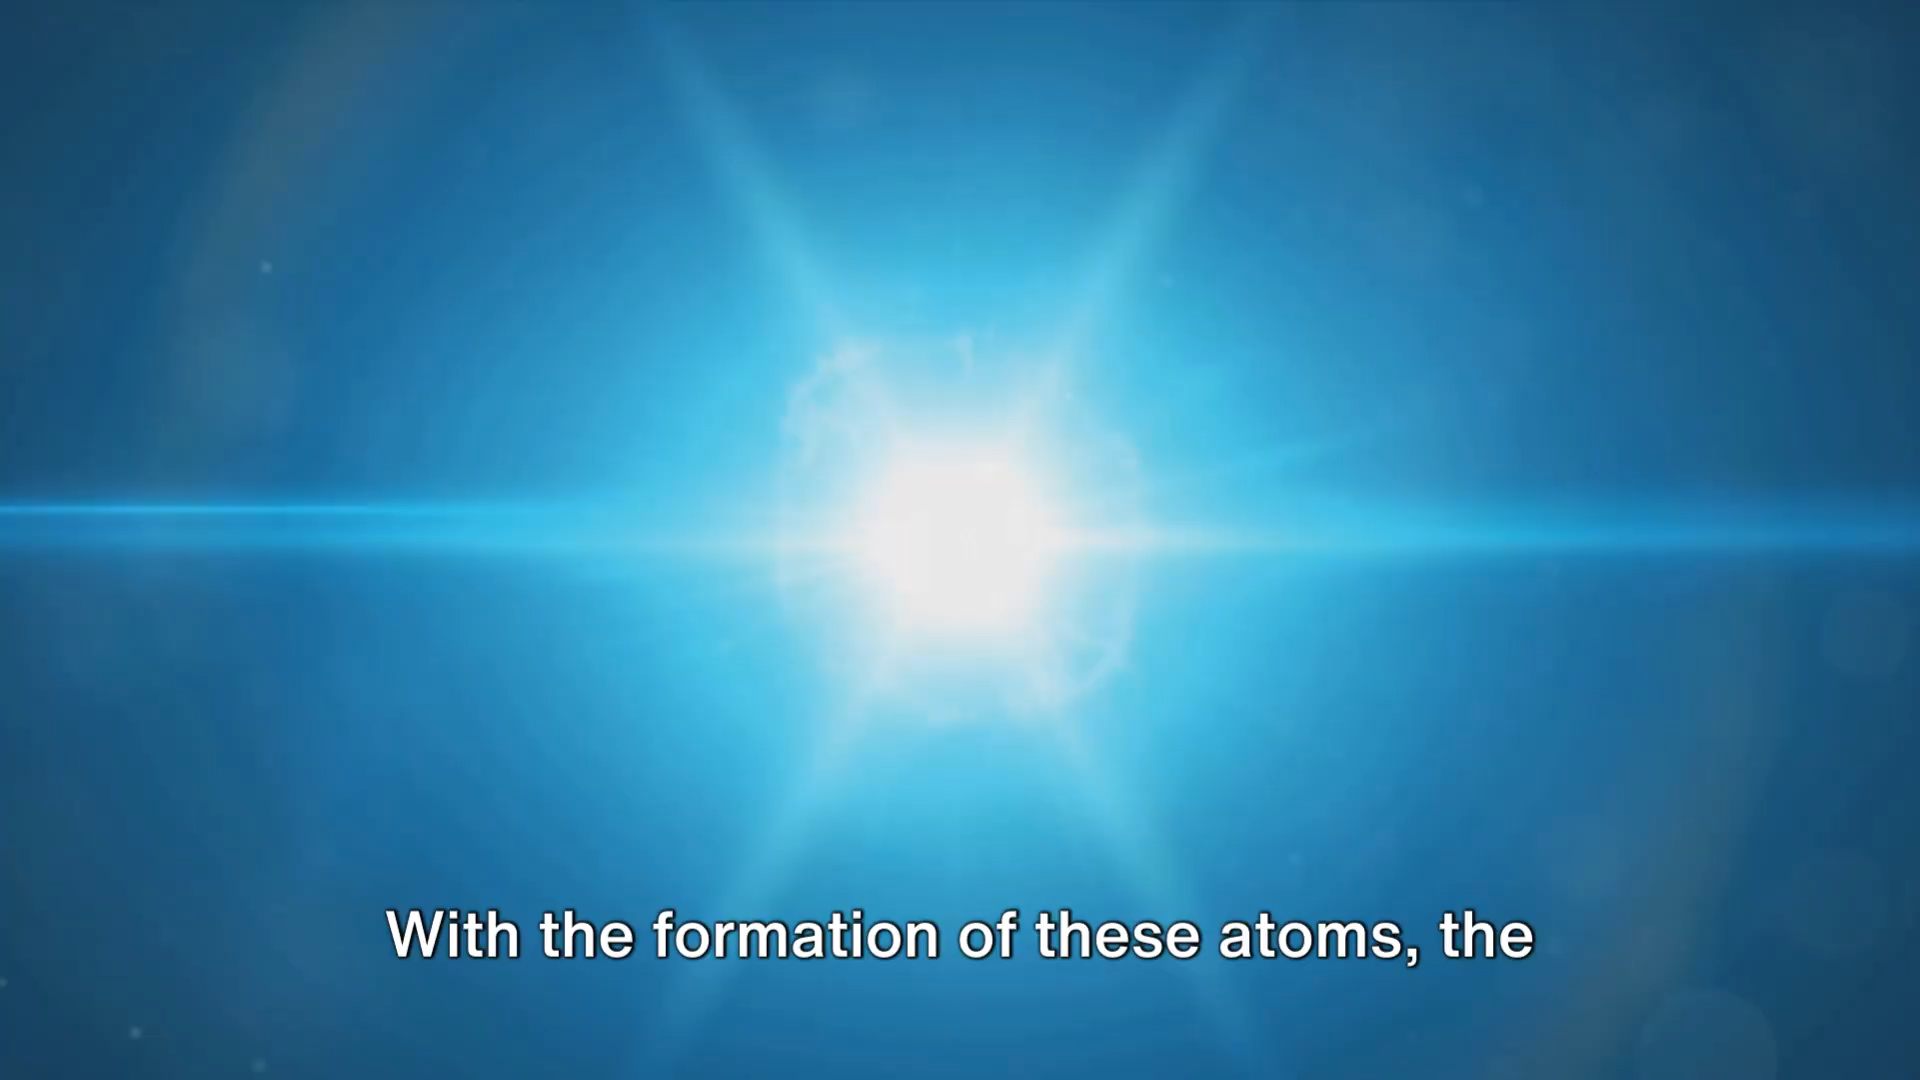 With the formation of these atoms, the